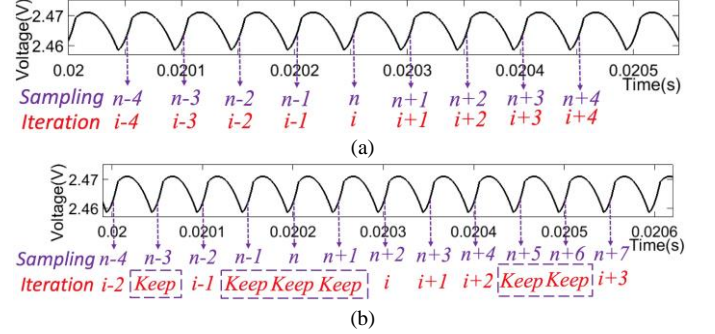 Voltage(V)
2.47
2.46
0.02 0.0201 0.0202 0.0203 0.0204 0.0205
Time(s)
Sampling n-4 n-3 n-2 n-1 n n+1 n+2 n+3 n+4
Iteration i-4 i-3 i-2 i-1 i i+1 i+2 i+3 i+4
(a)
Voltage(V)
2.47
2.46
0.02 0.0201 0.0202 0.0203 0.0204 0.0205 0.0206
Time(s)
Sampling n-4 n-3 n-2 n-1 n n+1 n+2 n+3 n+4 n+5 n+6 n+7
Iteration i-2 Keep i-1 Keep Keep Keep i i+1 i+2 Keep Keep i+3
(b)